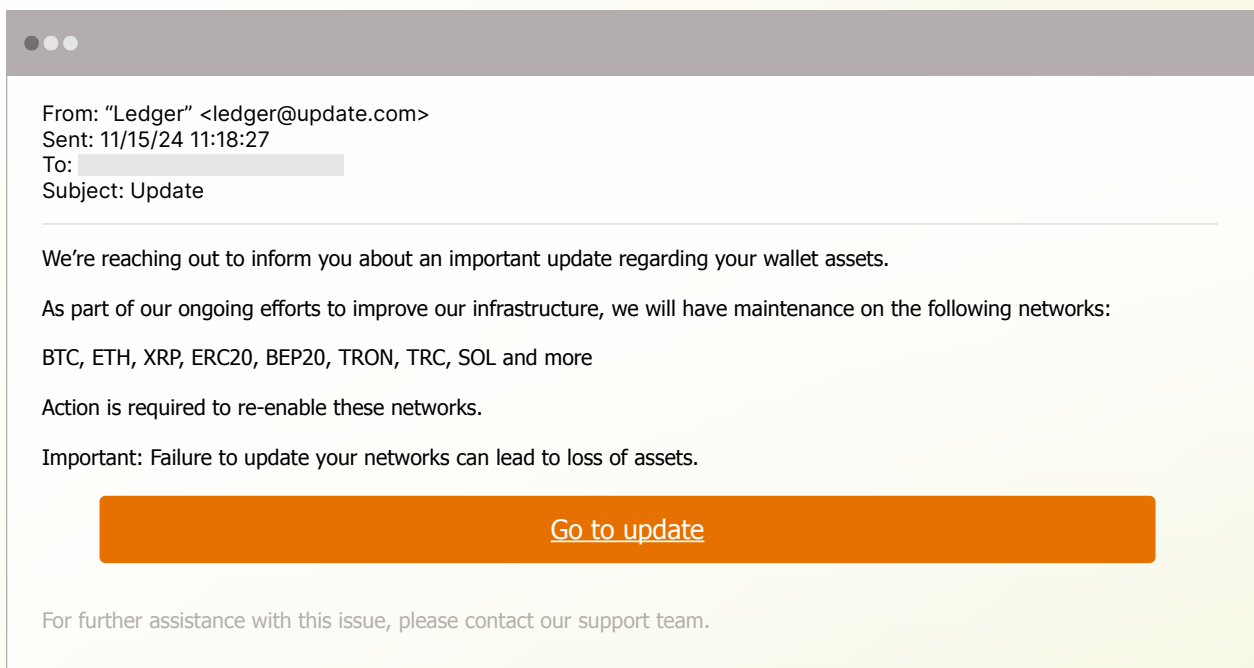 From: “Ledger” <ledger@update.com>
Sent: 11/15/24 11:18:27
To:
Subject: Update
We’re reaching out to inform you about an important update regarding your wallet assets.
As part of our ongoing efforts to improve our infrastructure, we will have maintenance on the following networks:
BTC, ETH, XRP, ERC20, BEP20, TRON, TRC, SOL and more
Action is required to re-enable these networks.
Important: Failure to update your networks can lead to loss of assets.
Go to update
For further assistance with this issue, please contact our support team.